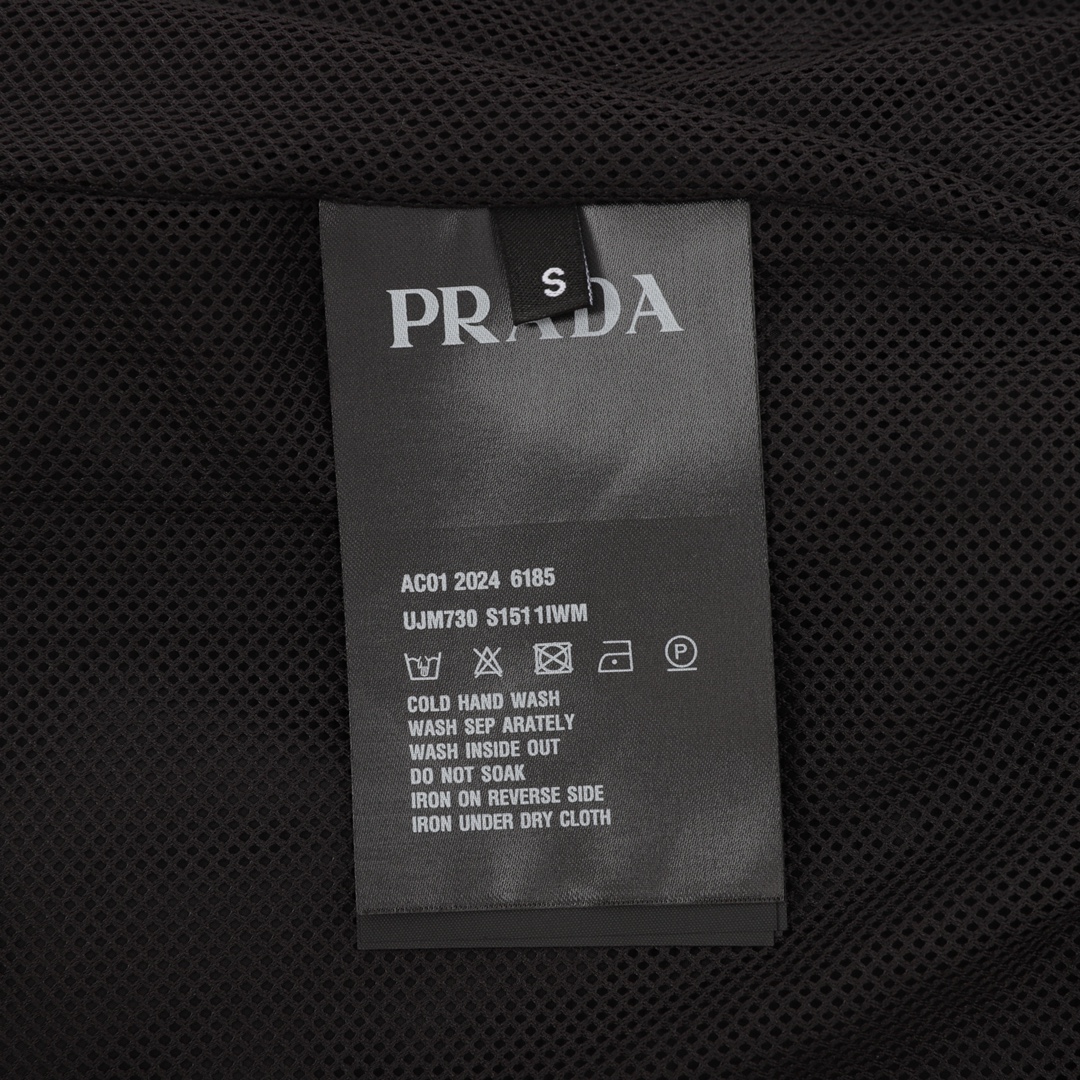 S
PRADA
AC01 2024 6185
UJM730 S151 1IWM
P
COLD HAND WASH
WASH SEP ARATELY
WASH INSIDE OUT
DO NOT SOAK
IRON ON REVERSE SIDE
IRON UNDER DRY CLOTH